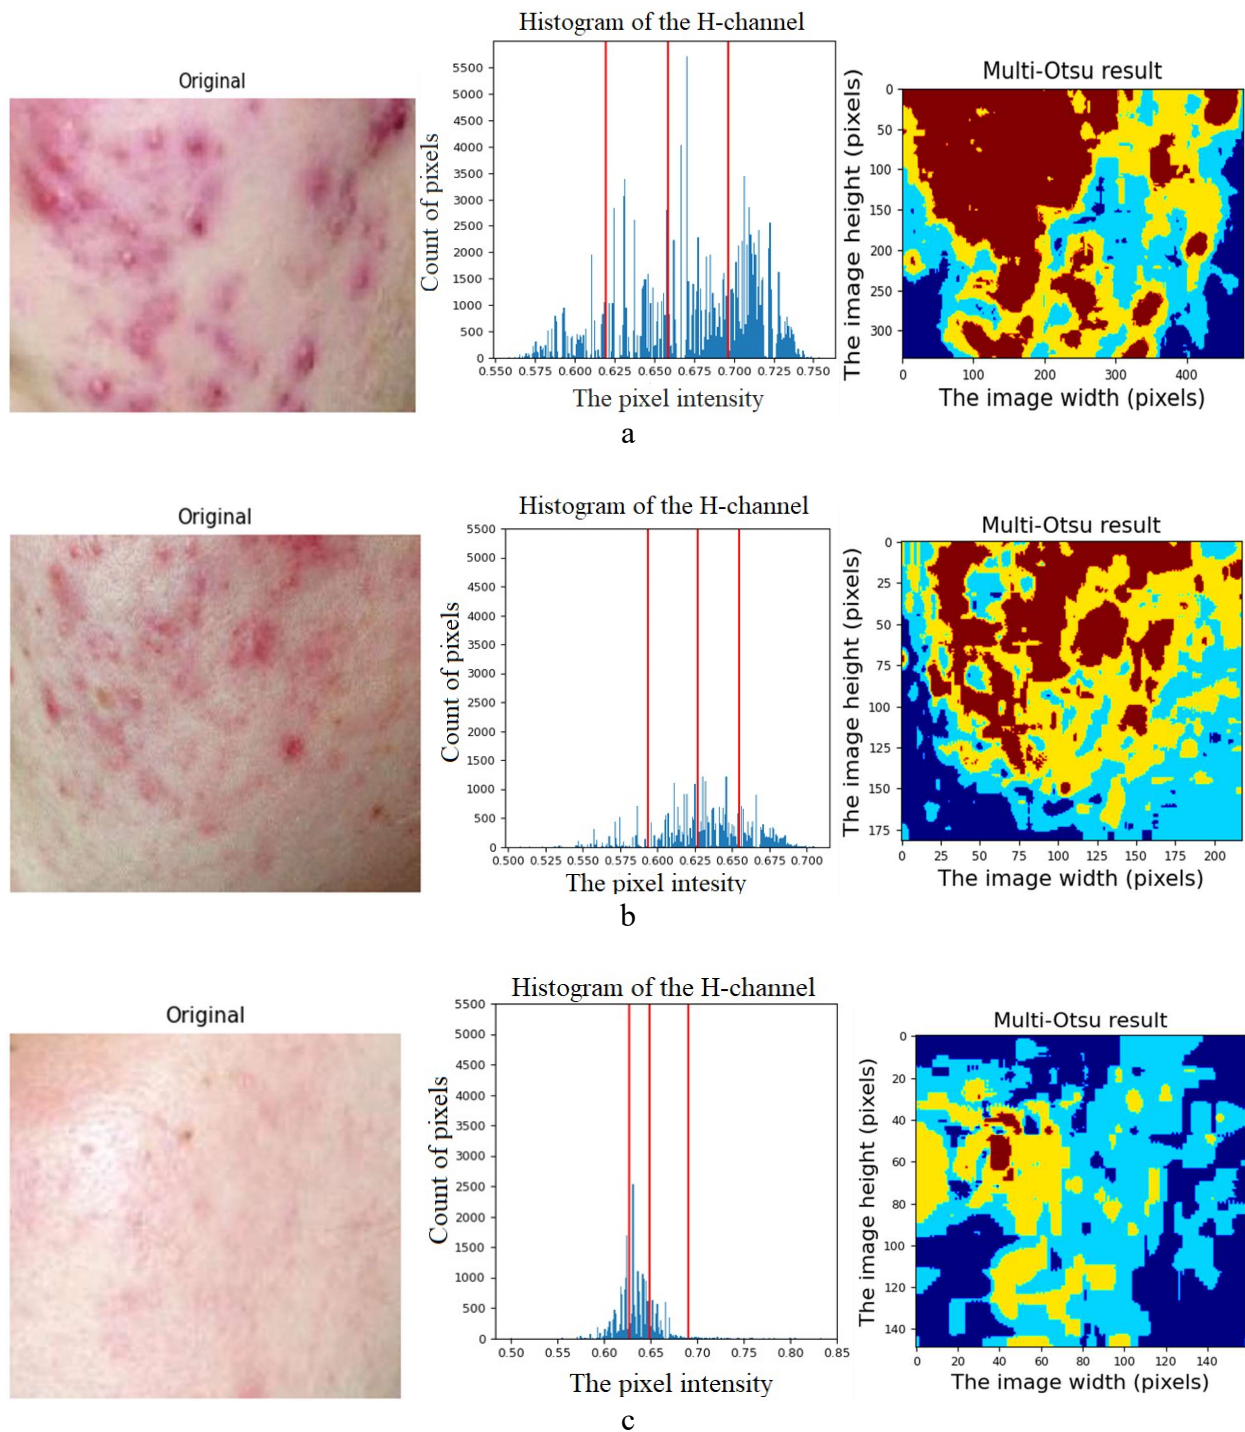 Histogram of the H-channel
Original
Multi-Otsu result
Count of pixels
5500
5000
4500
4000
3500
3000
2500
2000
1500
1000
500
0
0.550 0.575 0.600 0.625 0.650 0.675 0.700 0.725 0.750
The pixel intensity
The image height (pixels)
0
50
100
150
200
250
300
0 100 200 300 400
The image width (pixels)
a
Histogram of the H-channel
Original
Multi-Otsu result
Count of pixels
5500
5000
4500
4000
3500
3000
2500
2000
1500
1000
500
0
0.500 0.525 0.550 0.575 0.600 0.625 0.650 0.675 0.700
The pixel intesity
The image height (pixels)
0
25
50
75
100
125
150
175
0 25 50 75 100 125 150 175 200
The image width (pixels)
b
Histogram of the H-channel
Original
Multi-Otsu result
Count of pixels
5500
5000
4500
4000
3500
3000
2500
2000
1500
1000
500
0
0.50 0.55 0.60 0.65 0.70 0.75 0.80 0.85
The pixel intensity
The image height (pixels)
0
20
40
60
80
100
120
140
0 20 40 60 80 100 120 140
The image width (pixels)
c